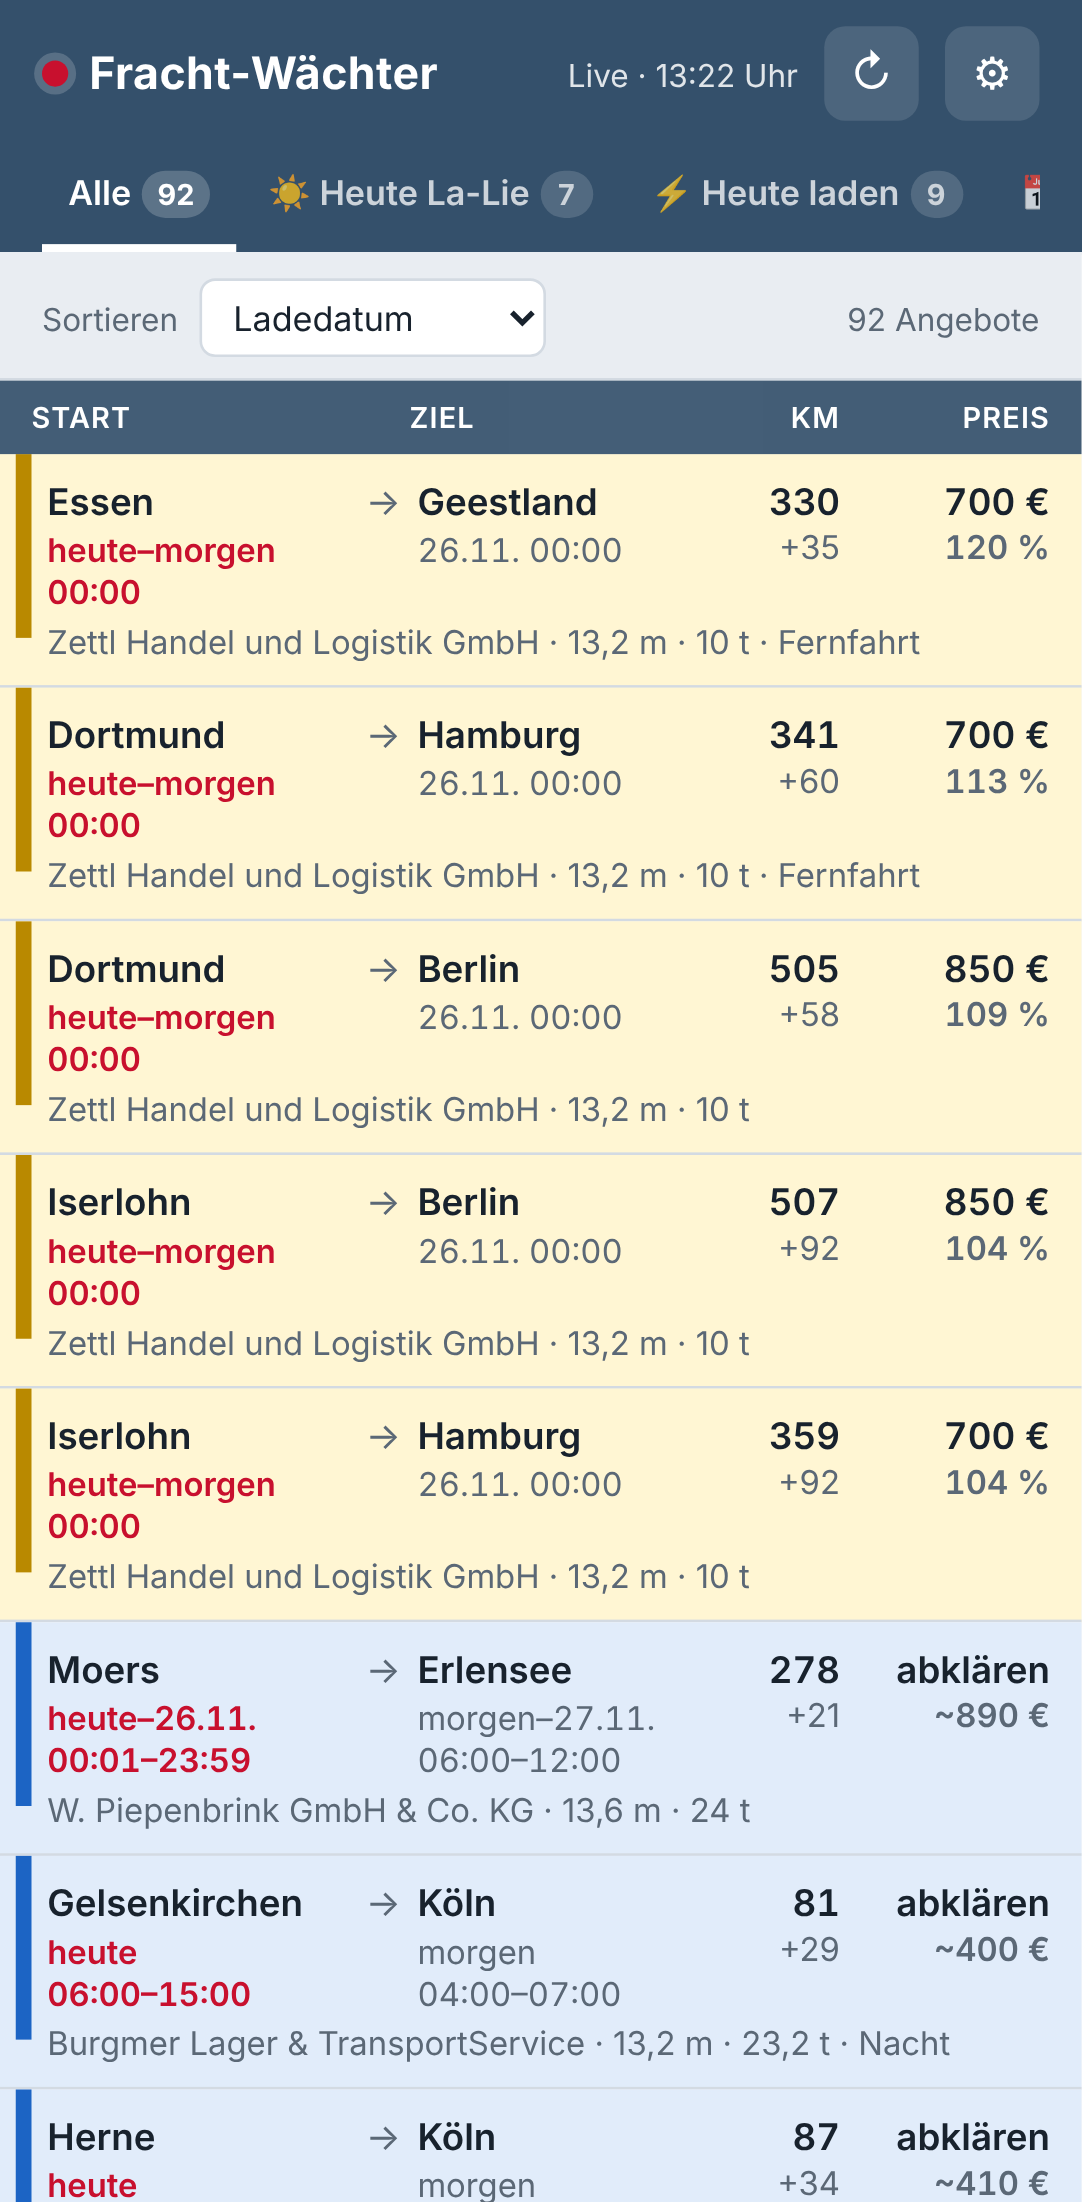 Fracht-Wächter Live · 13:22 Uhr
Alle 92 Heute La-Lie 7 Heute laden 9
Sortieren Ladedatum 92 Angebote
START ZIEL KM PREIS
Essen → Geestland 330 700 €
heute–morgen 26.11. 00:00 +35 120 %
00:00
Zettl Handel und Logistik GmbH · 13,2 m · 10 t · Fernfahrt
Dortmund → Hamburg 341 700 €
heute–morgen 26.11. 00:00 +60 113 %
00:00
Zettl Handel und Logistik GmbH · 13,2 m · 10 t · Fernfahrt
Dortmund → Berlin 505 850 €
heute–morgen 26.11. 00:00 +58 109 %
00:00
Zettl Handel und Logistik GmbH · 13,2 m · 10 t
Iserlohn → Berlin 507 850 €
heute–morgen 26.11. 00:00 +92 104 %
00:00
Zettl Handel und Logistik GmbH · 13,2 m · 10 t
Iserlohn → Hamburg 359 700 €
heute–morgen 26.11. 00:00 +92 104 %
00:00
Zettl Handel und Logistik GmbH · 13,2 m · 10 t
Moers → Erlensee 278 abklären
heute–26.11. morgen–27.11. +21 ~890 €
00:01–23:59 06:00–12:00
W. Piepenbrink GmbH & Co. KG · 13,6 m · 24 t
Gelsenkirchen → Köln 81 abklären
heute morgen +29 ~400 €
06:00–15:00 04:00–07:00
Burgmer Lager & TransportService · 13,2 m · 23,2 t · Nacht
Herne → Köln 87 abklären
heute morgen +34 ~410 €